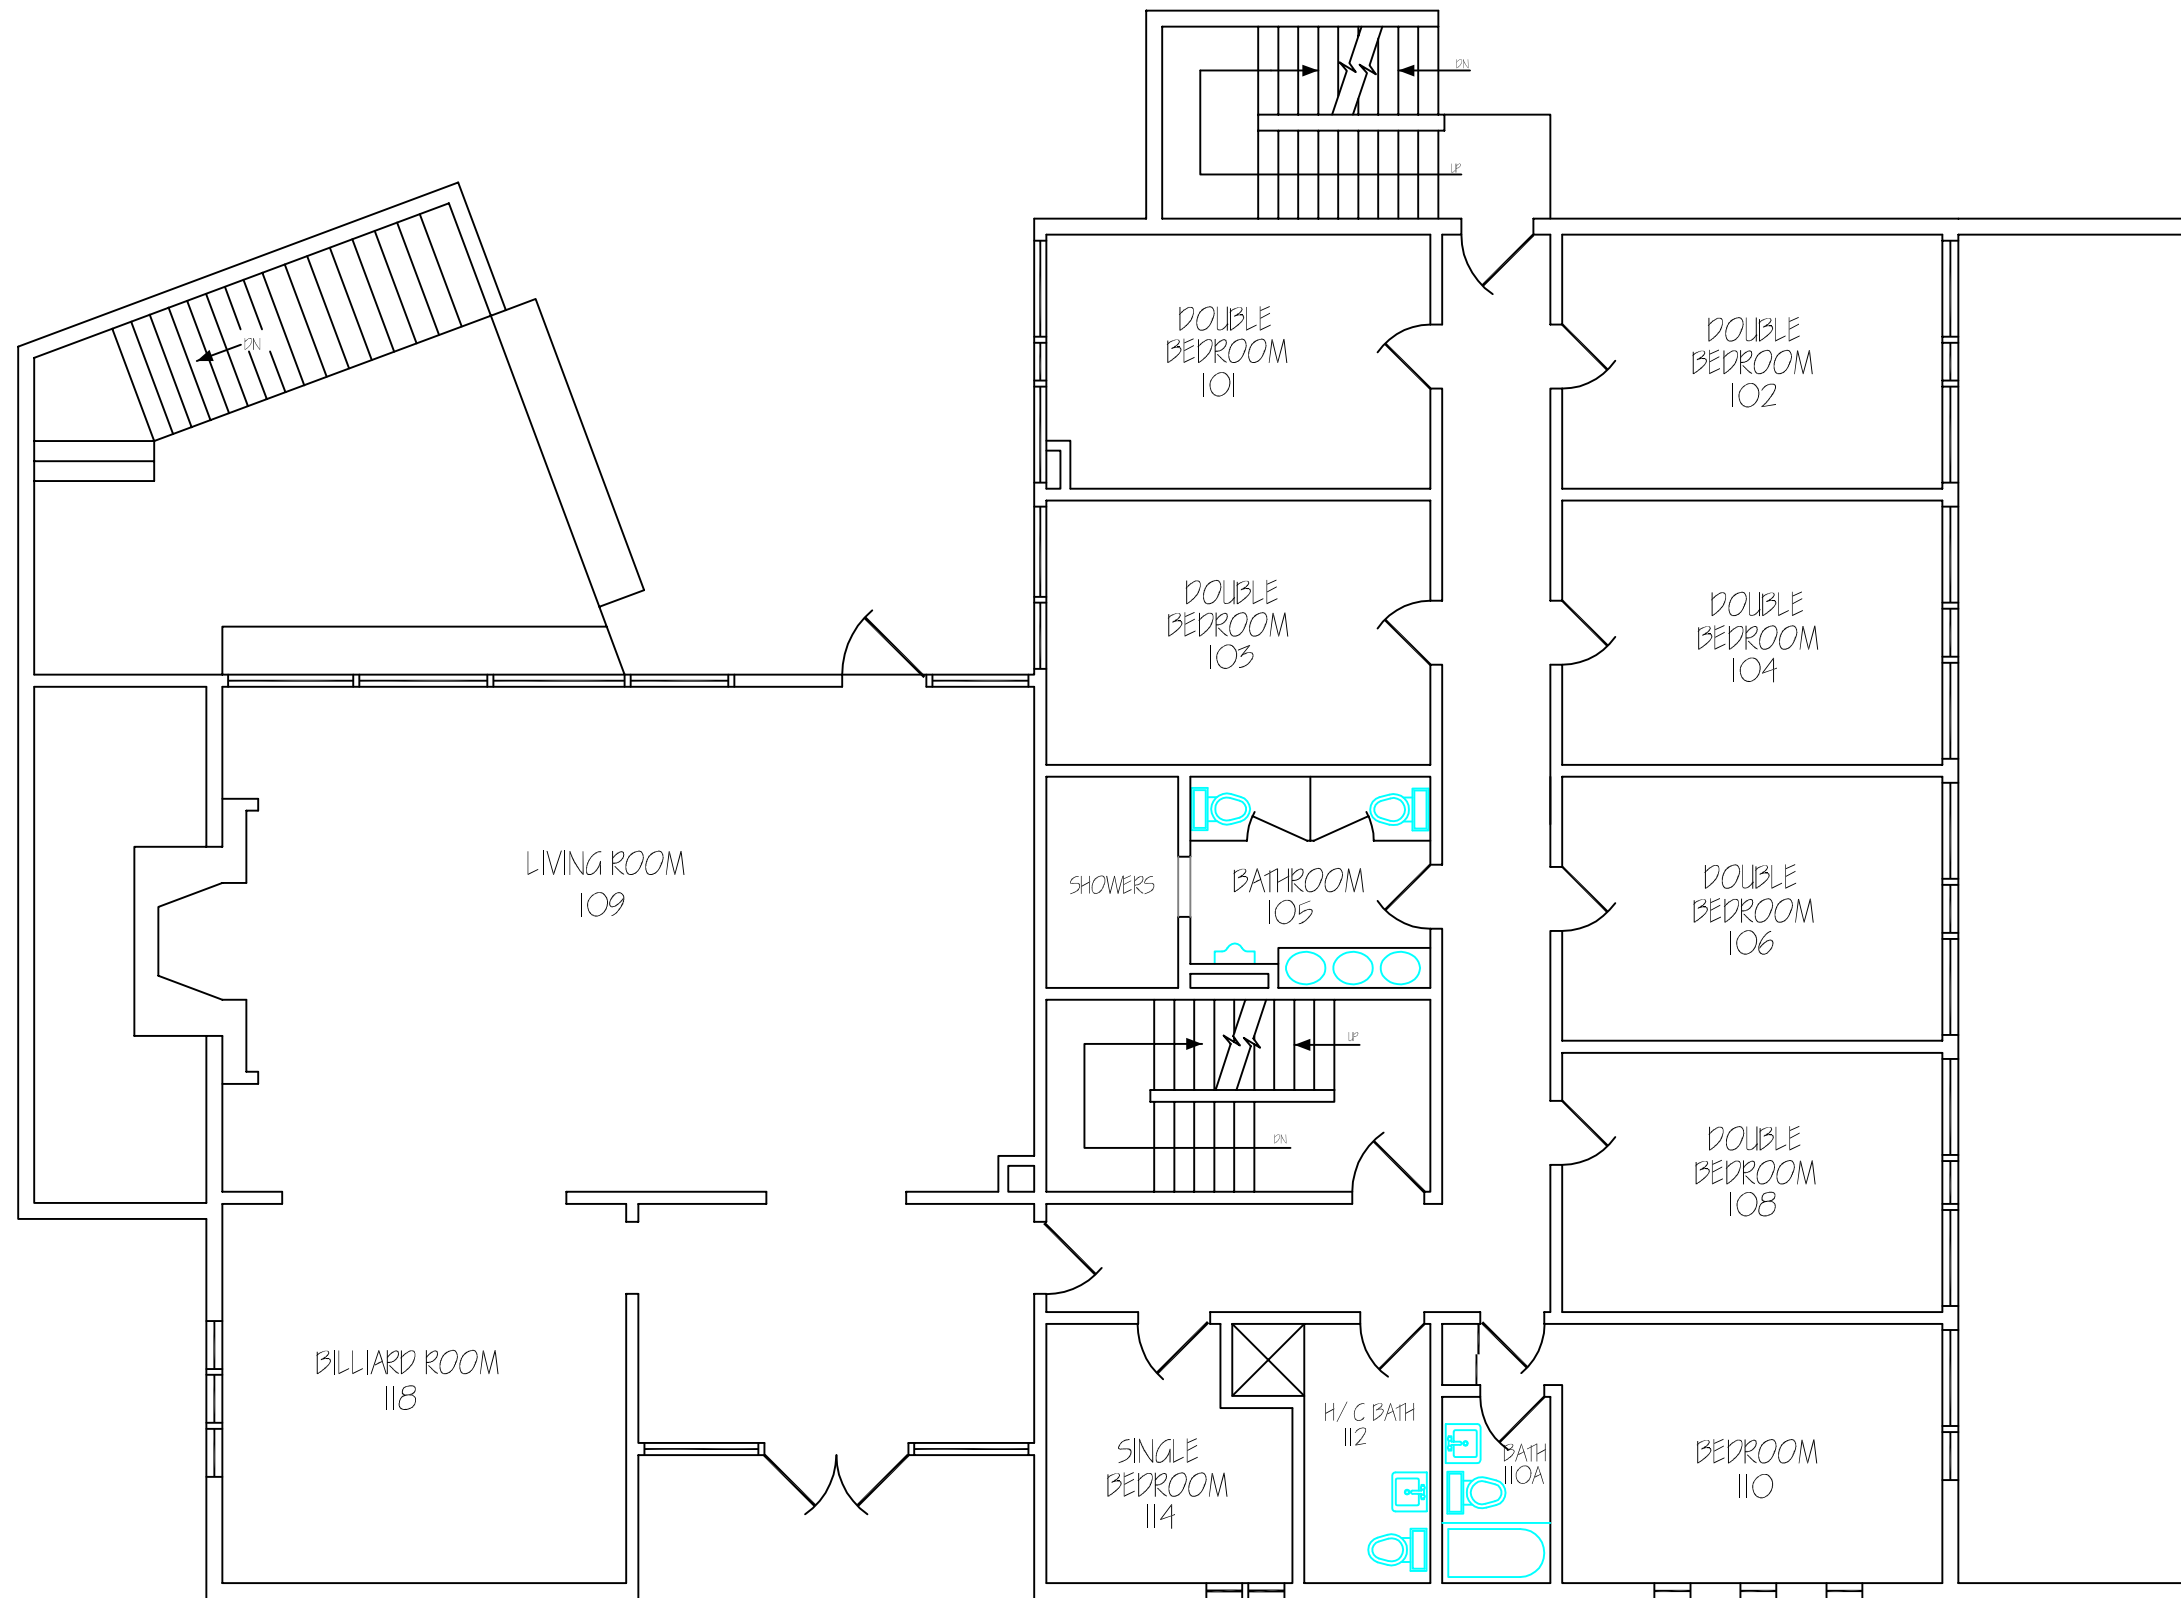 DN
UP
DN
DOUBLE
BEDROOM
101
DOUBLE
BEDROOM
102
DOUBLE
BEDROOM
103
DOUBLE
BEDROOM
104
LIVING ROOM
109
SHOWERS
BATHROOM
105
DOUBLE
BEDROOM
106
UP
DN
DOUBLE
BEDROOM
108
BILLIARD ROOM
118
SINGLE
BEDROOM
114
H/C BATH
112
BATH
110A
BEDROOM
110